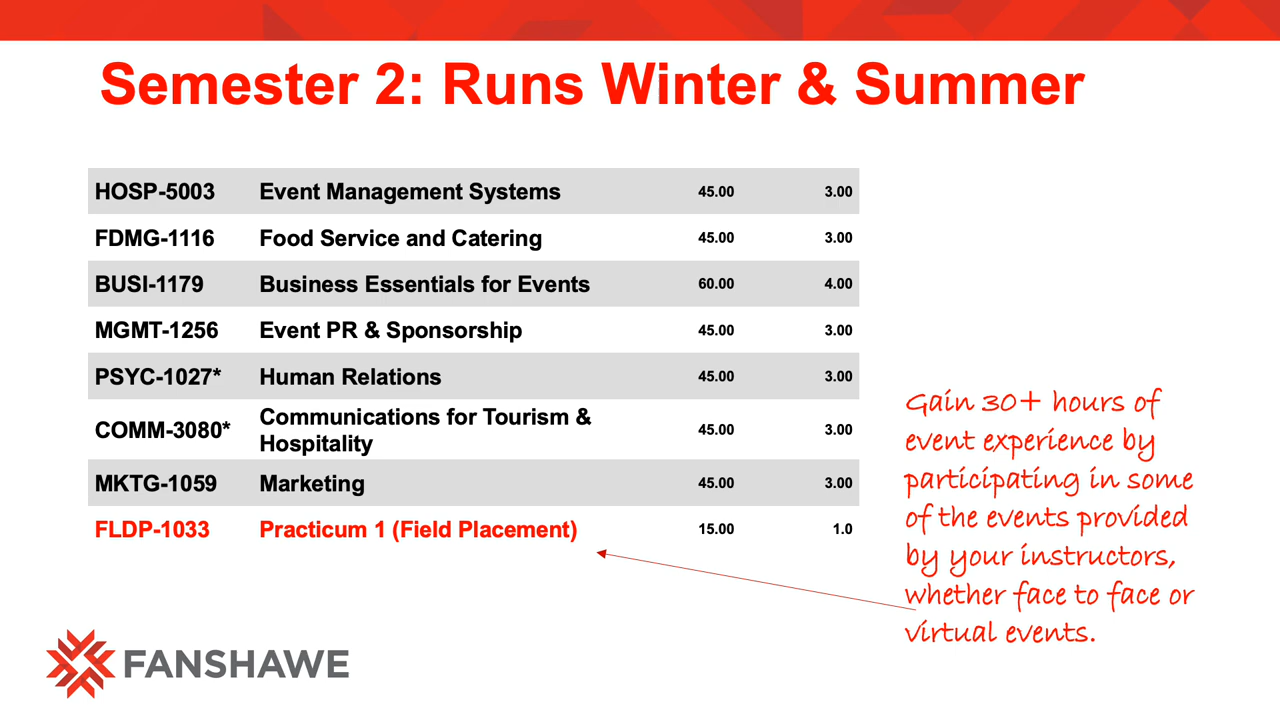 Semester 2: Runs Winter & Summer
HOSP-5003 Event Management Systems 45.00 3.00
FDMG-1116 Food Service and Catering 45.00 3.00
BUSI-1179 Business Essentials for Events 60.00 4.00
MGMT-1256 Event PR & Sponsorship 45.00 3.00
PSYC-1027* Human Relations 45.00 3.00
COMM-3080* Communications for Tourism &
Hospitality 45.00 3.00
MKTG-1059 Marketing 45.00 3.00
FLDP-1033 Practicum 1 (Field Placement) 15.00 1.0
Gain 30+ hours of
event experience by
participating in some
of the events provided
by your instructors,
whether face to face or
virtual events.
FANSHAWE